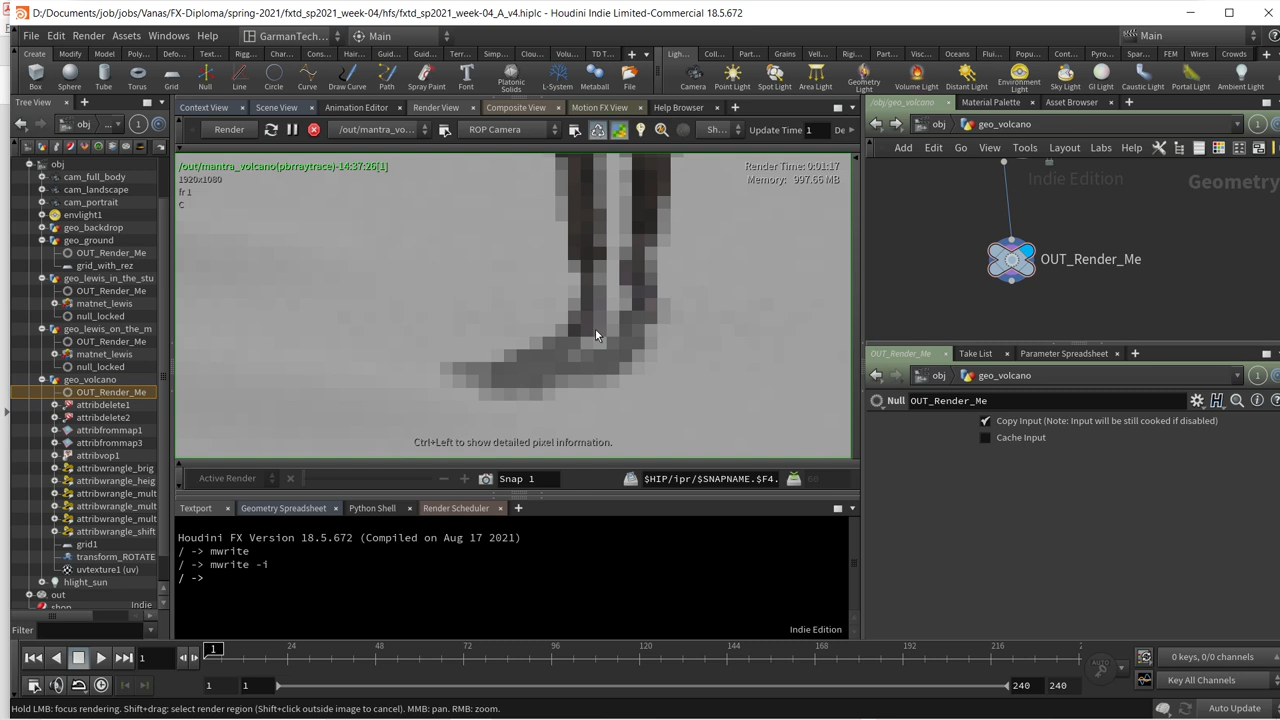 D:/Documents/job/jobs/Vanas/FX-Diploma/spring-2021/fxtd_sp2021_week-04/hfs/fxtd_sp2021_week-04_A_v4.hiplc - Houdini Indie Limited-Commercial 18.5.672
File Edit Render Assets Windows Help GarmanTech... Main Main
Create Modify Model Poly... Defo... Text... Rigg... Char... Cons... Hair... Guid... Guid... Terr... Simp... Clou... Volu... TD T... Ligh... Coll... Part... Grains Vell... Rigi... Part... Visc... Oceans Flui... Popu... Cont... Pyro... Spar... FEM Wires Crowds
Box Sphere Tube Torus Grid Null Line Circle Curve Draw Curve Path Spray Paint Font Platonic Solids L-System Metaball File Camera Point Light Spot Light Area Light Geometry Light Volume Light Distant Light Environment Light Sky Light GI Light Caustic Light Portal Light Ambient Light
Tree View Context View Scene View Animation Editor Render View Composite View Motion FX View Help Browser /obj/geo_volcano Material Palette Asset Browser
obj ... 1 Render /out/mantra_vo... ROP Camera Sh... Update Time 1 De obj geo_volcano 1
Add Edit Go View Tools Layout Labs Help
obj
cam_full_body
cam_landscape
cam_portrait
envlight1
geo_backdrop
geo_ground
OUT_Render_Me
grid_with_rez
geo_lewis_in_the_stu
OUT_Render_Me
matnet_lewis
null_locked
geo_lewis_on_the_m
OUT_Render_Me
matnet_lewis
null_locked
geo_volcano
OUT_Render_Me
attribdelete1
attribdelete2
attribfrommap1
attribfrommap3
attribvop1
attribwrangle_brig
attribwrangle_heig
attribwrangle_mult
attribwrangle_mult
attribwrangle_mult
attribwrangle_shift
grid1
transform_ROTATE
uvtexture1 (uv)
hlight_sun
out
shop
Indie
Filter
/out/mantra_volcano(pbrraytrace)-14:37:26[1]
1920x1080
fr 1
C
Render Time: 0:01:17
Memory: 997.66 MB
Ctrl+Left to show detailed pixel information.
Active Render Snap 1 $HIP/ipr/$SNAPNAME.$F4.
Textport Geometry Spreadsheet Python Shell Render Scheduler
Houdini FX Version 18.5.672 (Compiled on Aug 17 2021)
/ -> mwrite
/ -> mwrite -i
/ ->
Indie Edition
Indie Edition
Geometry
OUT_Render_Me
OUT_Render_Me Take List Parameter Spreadsheet
obj geo_volcano 1
Null OUT_Render_Me
Copy Input (Note: Input will be still cooked if disabled)
Cache Input
1 1 24 48 72 96 120 144 168 192 216 2
AUTO
0 keys, 0/0 channels
1 1 240 240 Key All Channels
Hold LMB: focus rendering. Shift+drag: select render region (Shift+click outside image to cancel). MMB: pan. RMB: zoom.
Auto Update